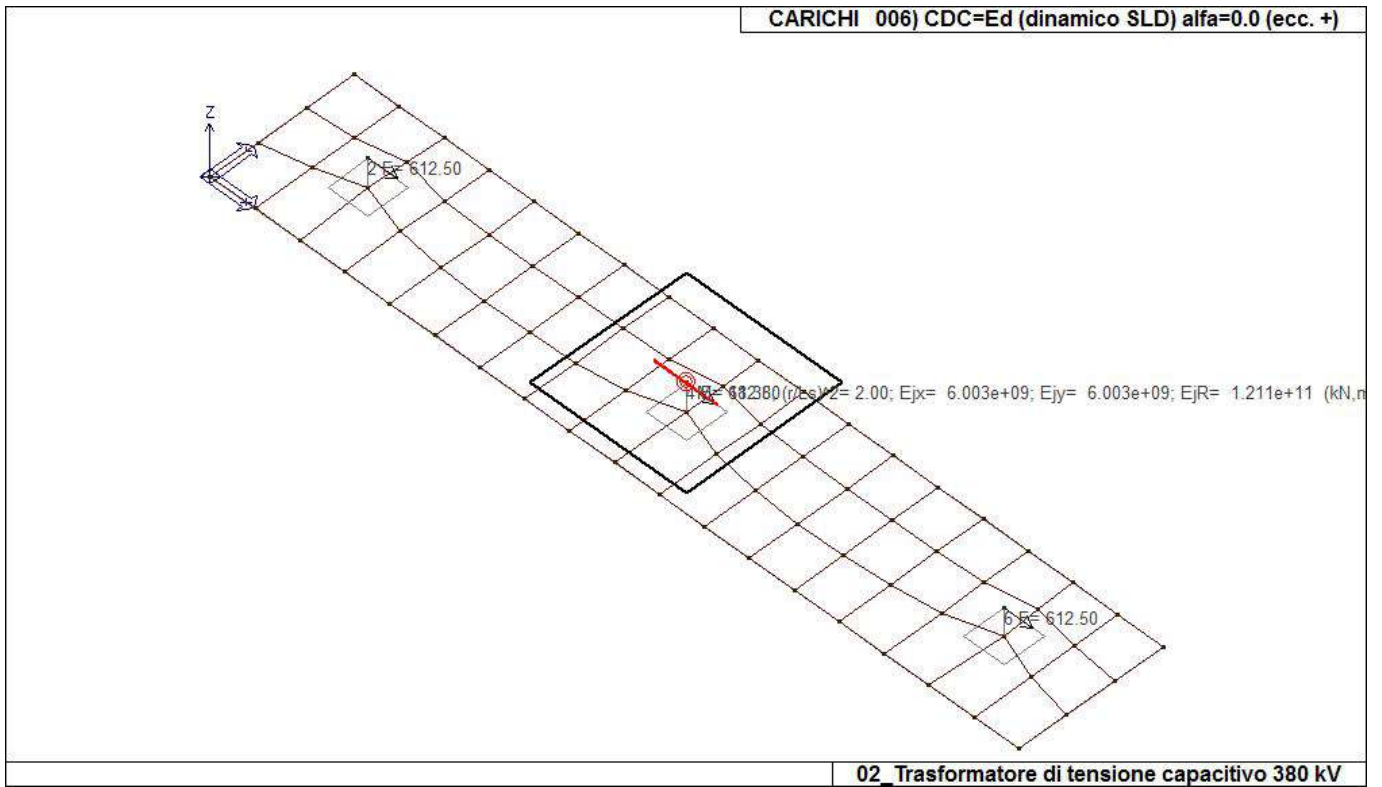 CARICHI 006) CDC=Ed (dinamico SLD) alfa=0.0 (ecc. +)
Z
2 E= 612.50
2= 2.00; Ejx= 6.003e+09; Ejy= 6.003e+09; EjR= 1.211e+11 (kN,m
6 E= 612.50
02_Trasformatore di tensione capacitivo 380 kV